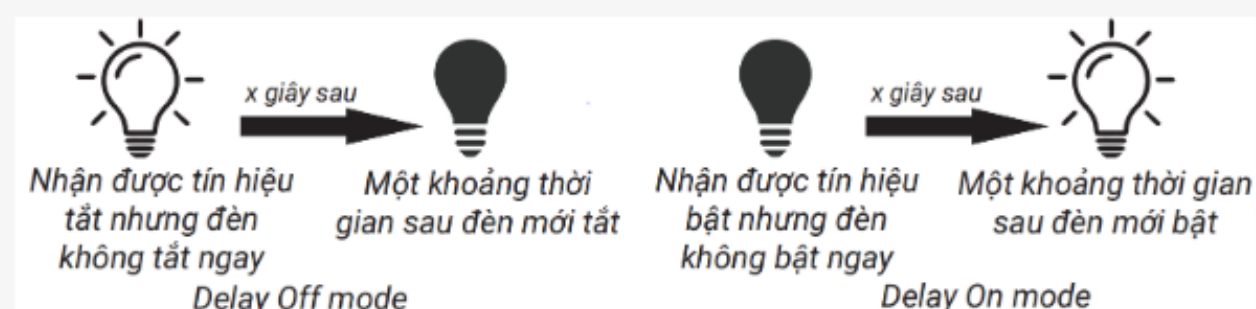 x giây sau
Nhận được tín hiệu
tắt nhưng đèn
không tắt ngay
Một khoảng thời
gian sau đèn mới tắt
Delay Off mode
x giây sau
Nhận được tín hiệu
bật nhưng đèn
không bật ngay
Một khoảng thời gian
sau đèn mới bật
Delay On mode